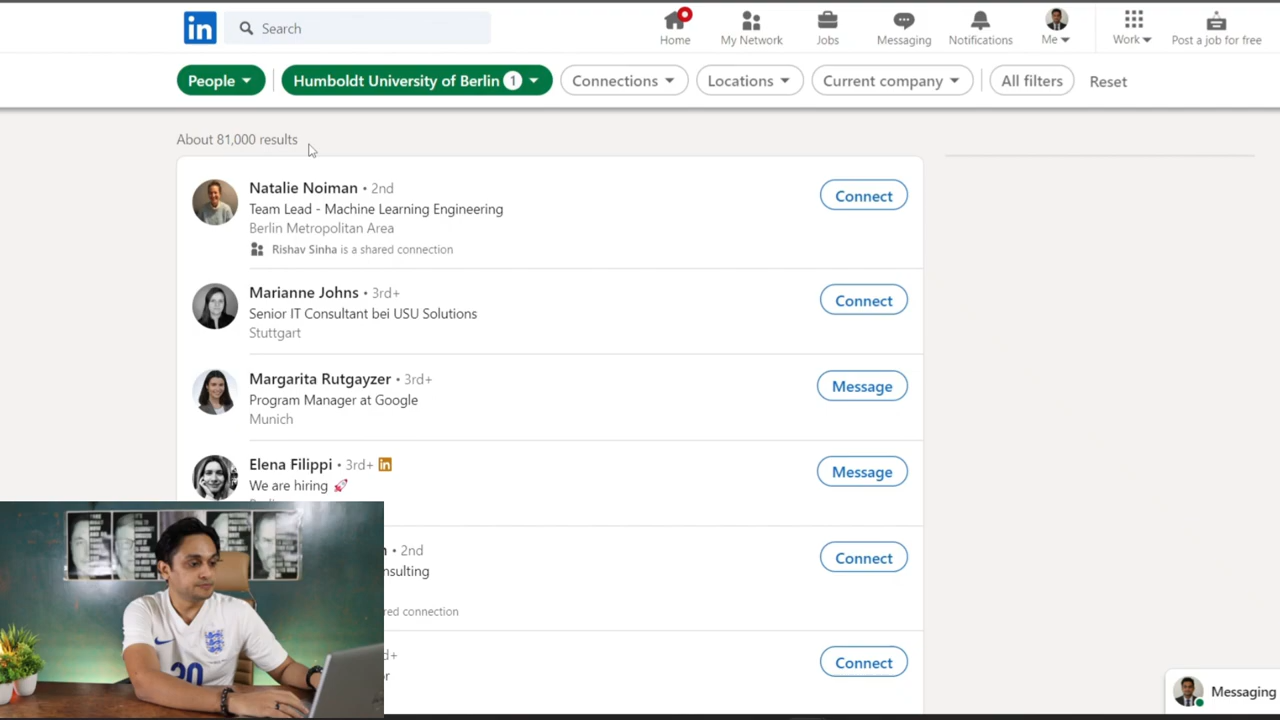 in
Search
Home
My Network
Jobs
Messaging
Notifications
Me
Work
Post a job for free
People
Humboldt University of Berlin 1
Connections
Locations
Current company
All filters
Reset
About 81,000 results
Natalie Noiman • 2nd
Connect
Team Lead - Machine Learning Engineering
Berlin Metropolitan Area
Rishav Sinha is a shared connection
Marianne Johns • 3rd+
Connect
Senior IT Consultant bei USU Solutions
Stuttgart
Margarita Rutgayzer • 3rd+
Message
Program Manager at Google
Munich
Elena Filippi • 3rd+ in
Message
We are hiring 🚀
• 2nd
Connect
red connection
Connect
20
Messaging